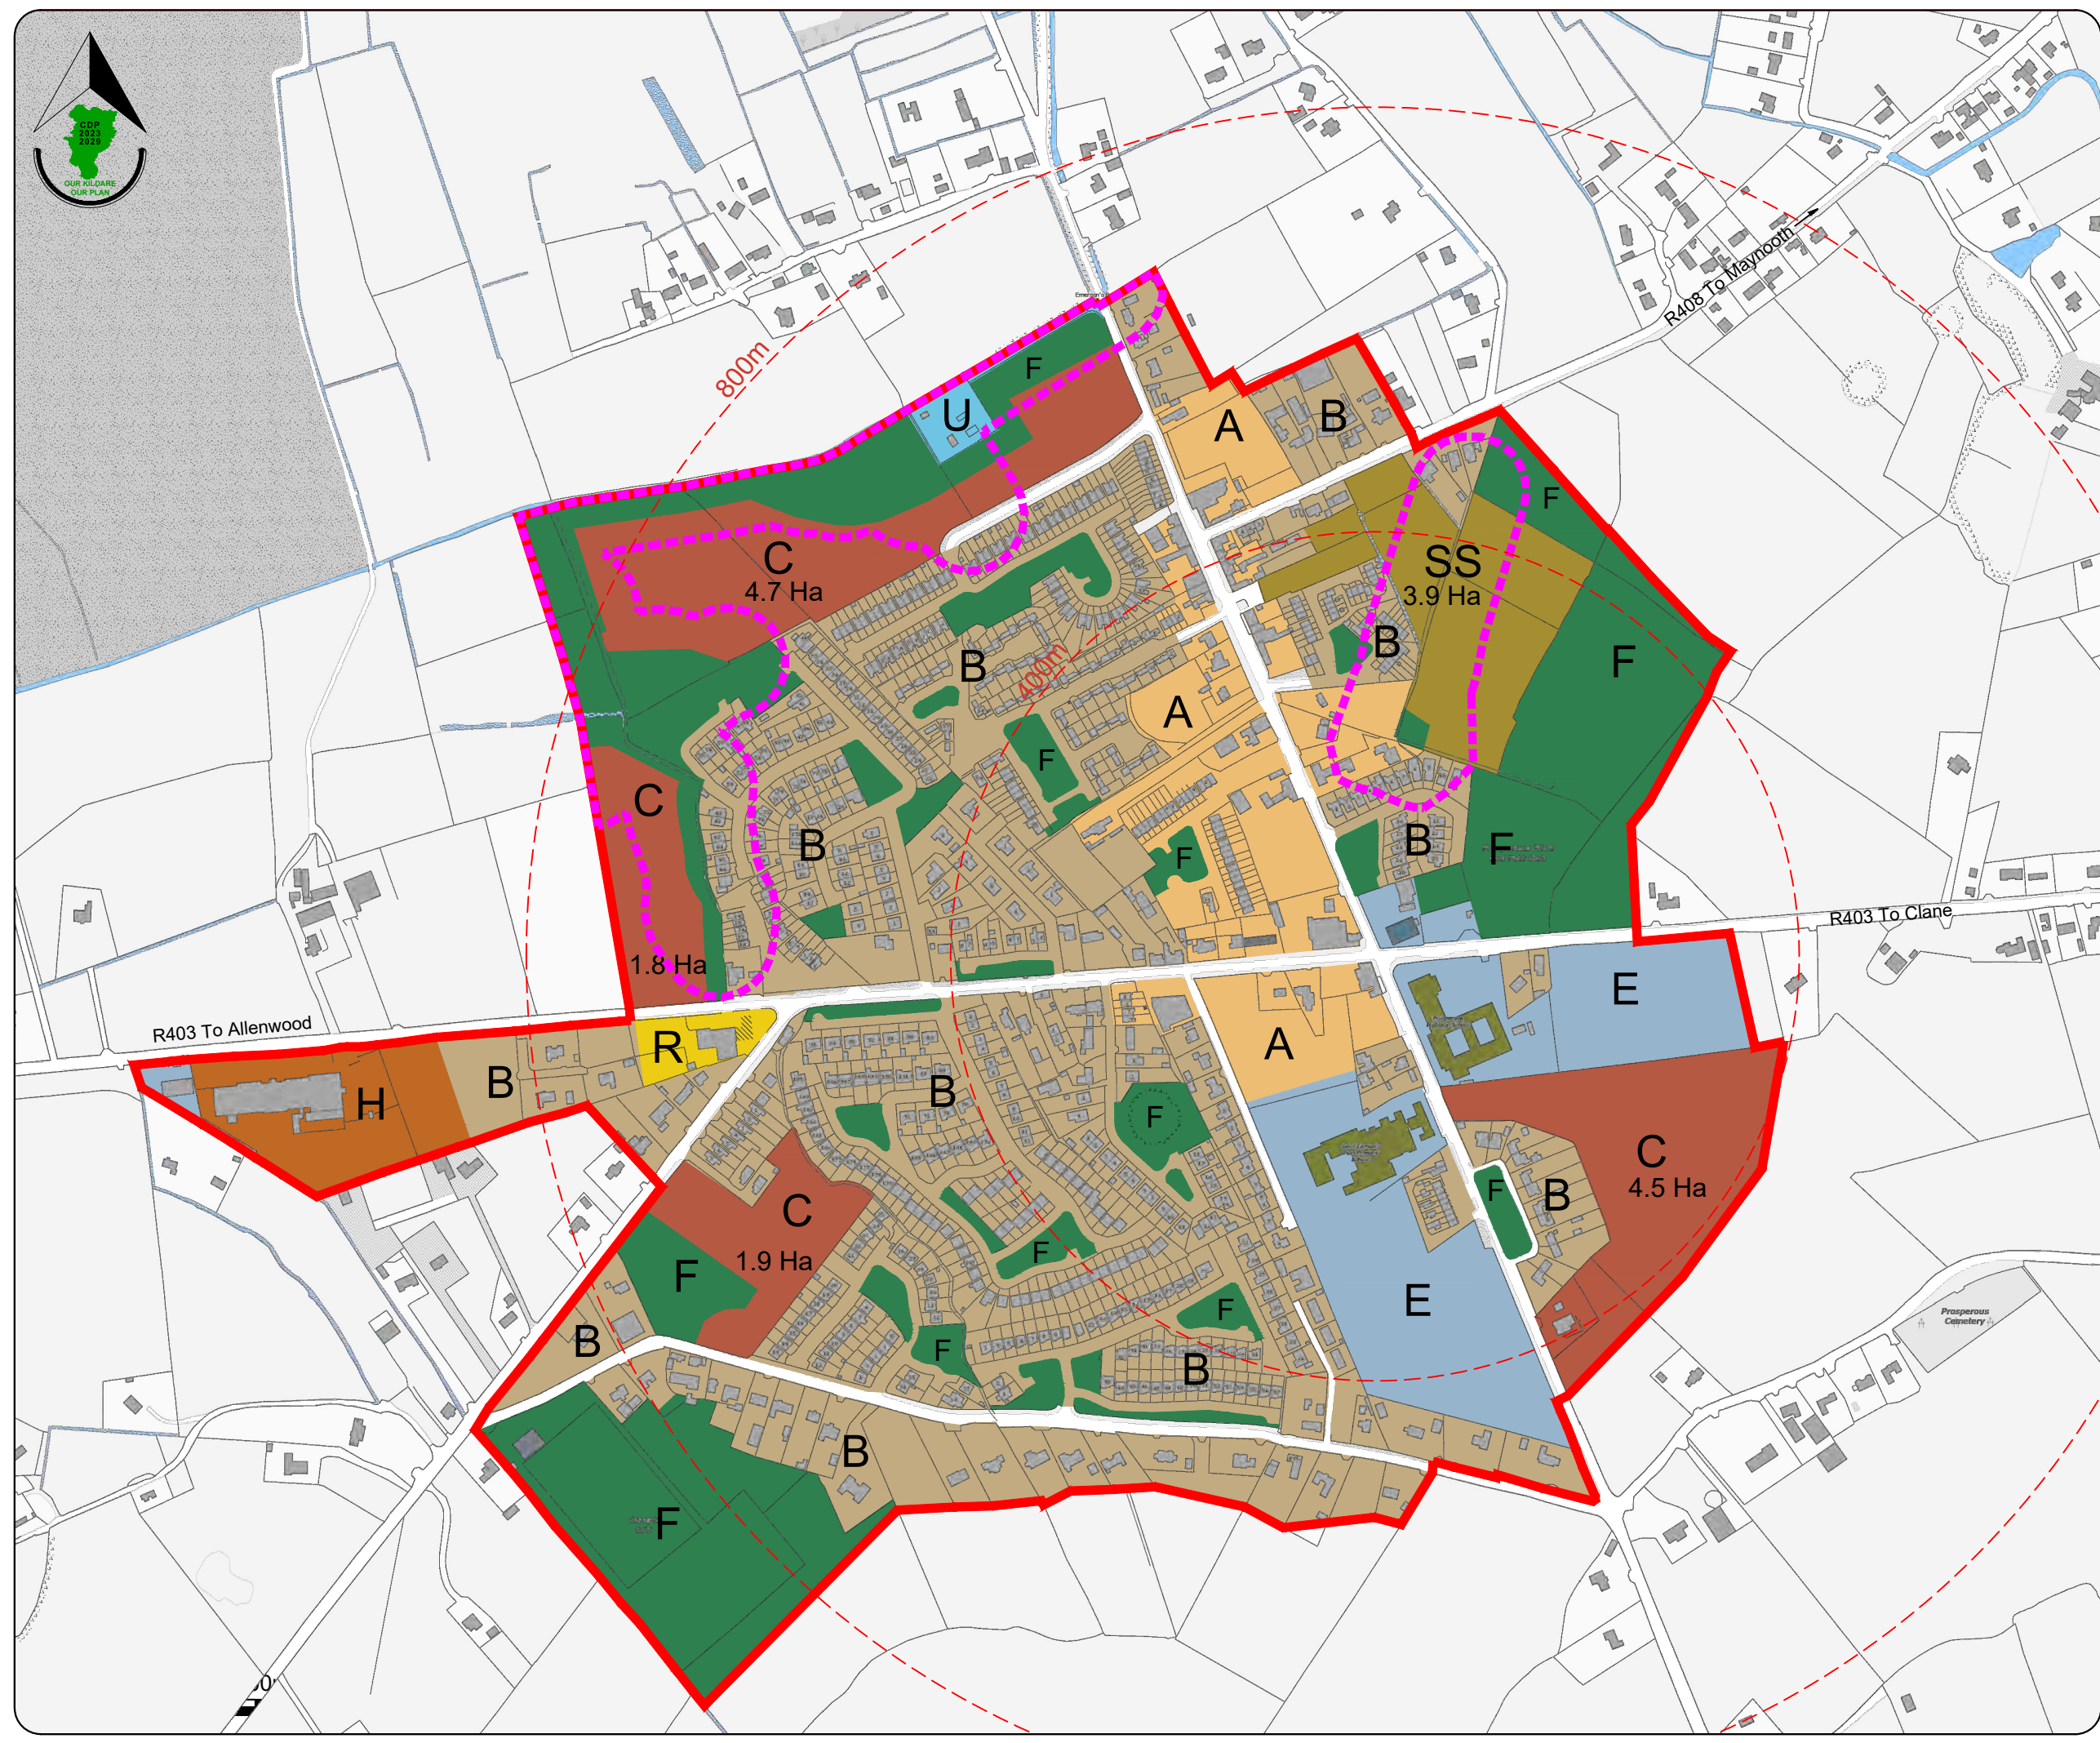 CDP
2023
2029
OUR KILDARE
OUR PLAN
R408 To Maynooth
800m
F
U
A
B
F
C
4.7 Ha
SS
3.9 Ha
B
B
400m
F
A
F
C
B
B
F
F
1.8 Ha
R403 To Clane
R403 To Allenwood
E
R
A
B
B
H
F
C
4.5 Ha
F
B
C
1.9 Ha
F
F
E
F
B
F
B
B
F
Prosperous
Cemetery